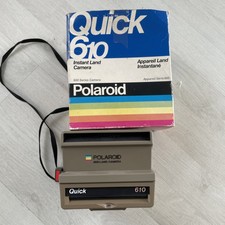 Quick
610
Instant Land
Camera
Appareil Land
Instantané
Polaroid
POLAROID
Quick
610